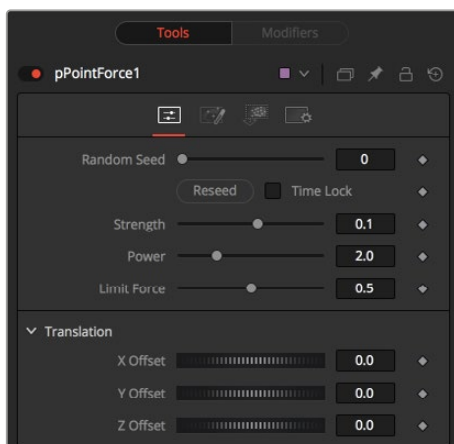 Tools Modifiers
pPointForce1
Random Seed 0
Reseed Time Lock
Strength 0.1
Power 2.0
Limit Force 0.5
Translation
X Offset 0.0
Y Offset 0.0
Z Offset 0.0